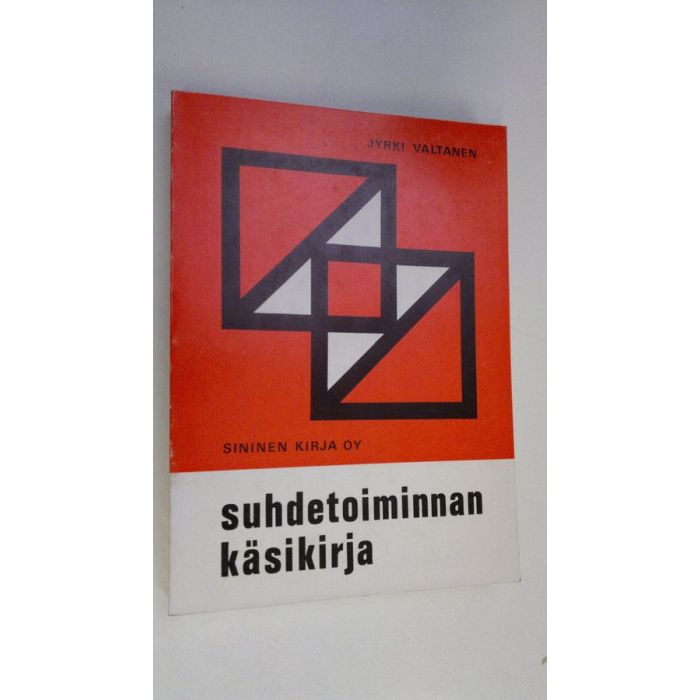 JYRKI VALTANEN
SININEN KIRJA OY
suhdetoiminnan
käsikirja